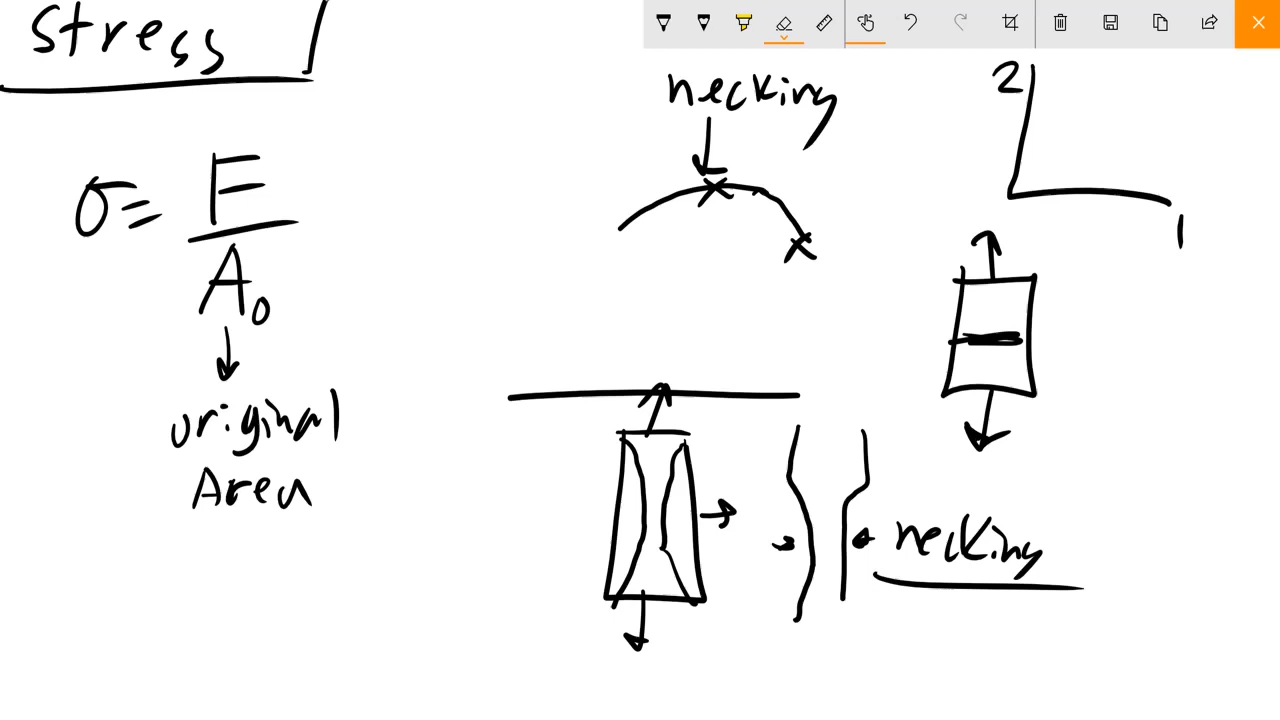 stress
necking
2
1
σ = F
A₀
original
Area
necking